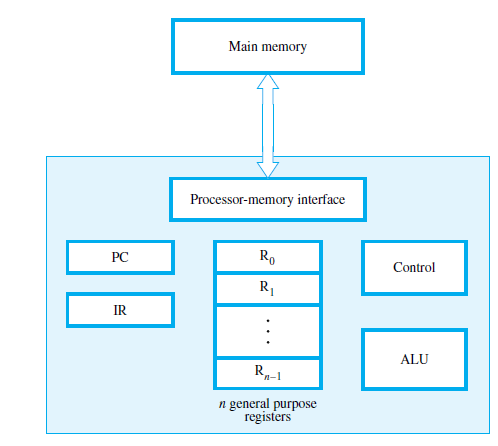 Main memory
Processor-memory interface
PC
R0
Control
R1
IR
ALU
Rn–1
n general purpose
registers